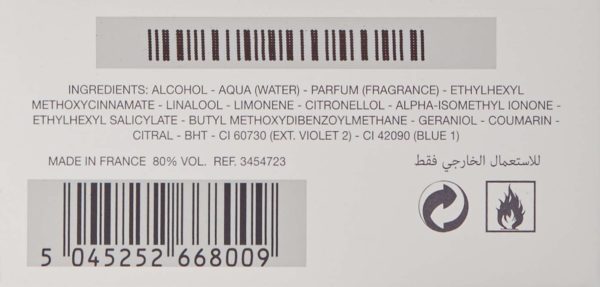 INGREDIENTS: ALCOHOL - AQUA (WATER) - PARFUM (FRAGRANCE) - ETHYLHEXYL
METHOXYCINNAMATE - LINALOOL - LIMONENE - CITRONELLOL - ALPHA-ISOMETHYL IONONE -
ETHYLHEXYL SALICYLATE - BUTYL METHOXYDIBENZOYLMETHANE - GERANIOL - COUMARIN -
CITRAL - BHT - CI 60730 (EXT. VIOLET 2) - CI 42090 (BLUE 1)
MADE IN FRANCE 80% VOL. REF. 3454723
للاستعمال الخارجي فقط
5 045252 668009